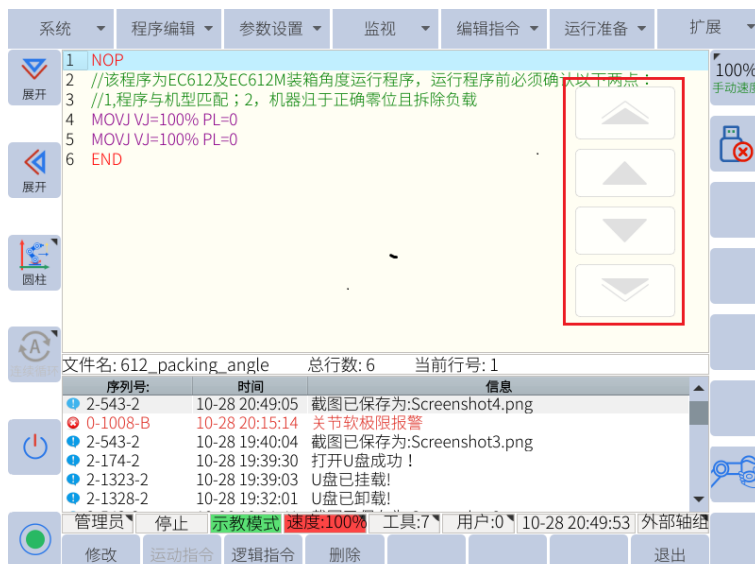 系统 程序编辑 参数设置 监视 编辑指令 运行准备 扩展
展开
展开
圆柱
100%
手动速度
1 NOP
2 //该程序为EC612及EC612M装箱角度运行程序，运行程序前必须确认以下两点：
3 //1,程序与机型匹配；2，机器归于正确零位且拆除负载
4 MOVJ VJ=100% PL=0
5 MOVJ VJ=100% PL=0
6 END
文件名: 612_packing_angle 总行数: 6 当前行号: 1
序列号: 时间 信息
2-543-2 10-28 20:49:05 截图已保存为:Screenshot4.png
0-1008-B 10-28 20:15:14 关节软极限报警
2-543-2 10-28 19:40:04 截图已保存为:Screenshot3.png
2-174-2 10-28 19:39:30 打开U盘成功！
2-1323-2 10-28 19:39:03 U盘已挂载!
2-1328-2 10-28 19:32:01 U盘已卸载!
管理员 停止 示教模式 速度:100% 工具:7 用户:0 10-28 20:49:53 外部轴组
修改 运动指令 逻辑指令 删除 退出